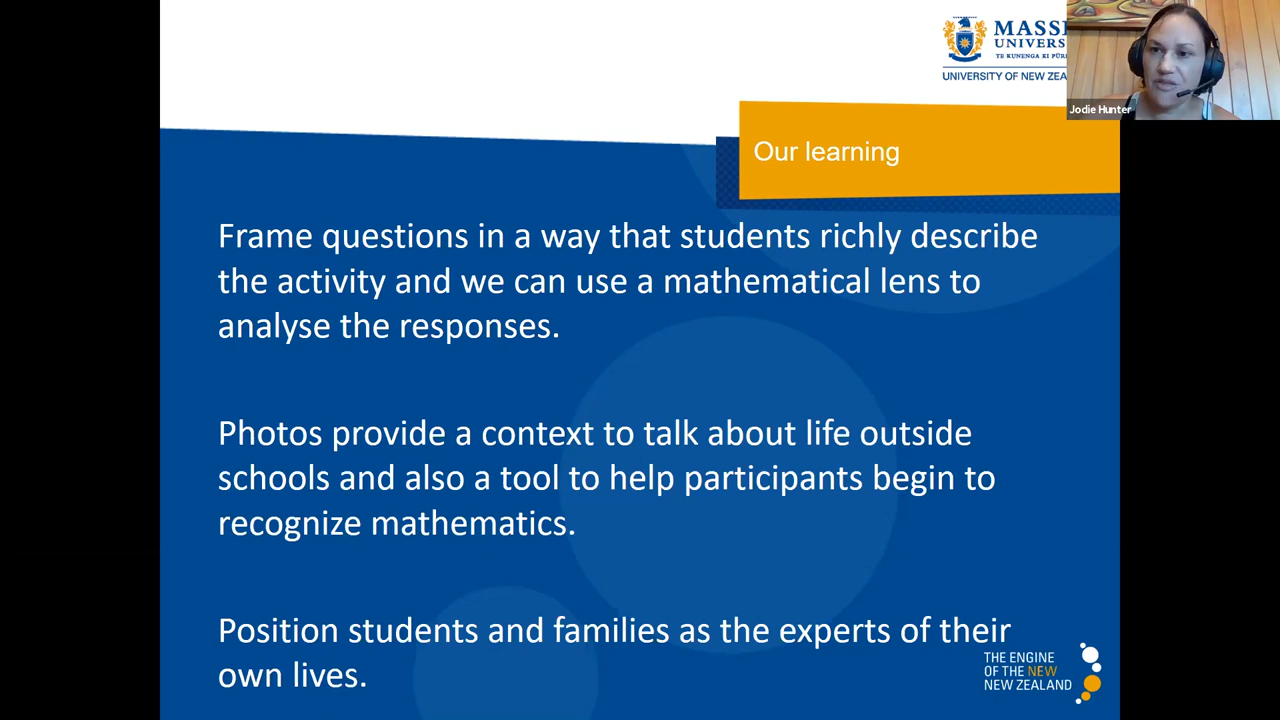 MASSE
UNIVERS
TE KUNENGA KI PŪR
UNIVERSITY OF NEW ZEA
Jodie Hunter
Our learning
Frame questions in a way that students richly describe
the activity and we can use a mathematical lens to
analyse the responses.
Photos provide a context to talk about life outside
schools and also a tool to help participants begin to
recognize mathematics.
Position students and families as the experts of their
own lives.
THE ENGINE
OF THE NEW
NEW ZEALAND